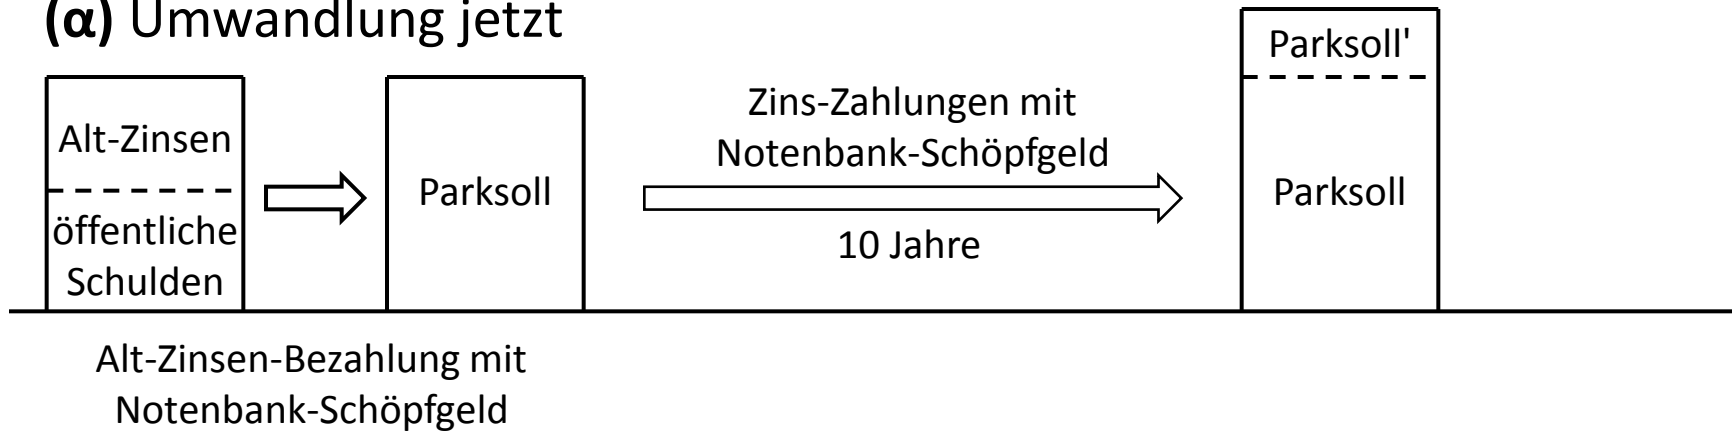 (α) Umwandlung jetzt
Alt-Zinsen
öffentliche
Schulden
Parksoll
Zins-Zahlungen mit
Notenbank-Schöpfgeld
10 Jahre
Parksoll'
Parksoll
Alt-Zinsen-Bezahlung mit
Notenbank-Schöpfgeld